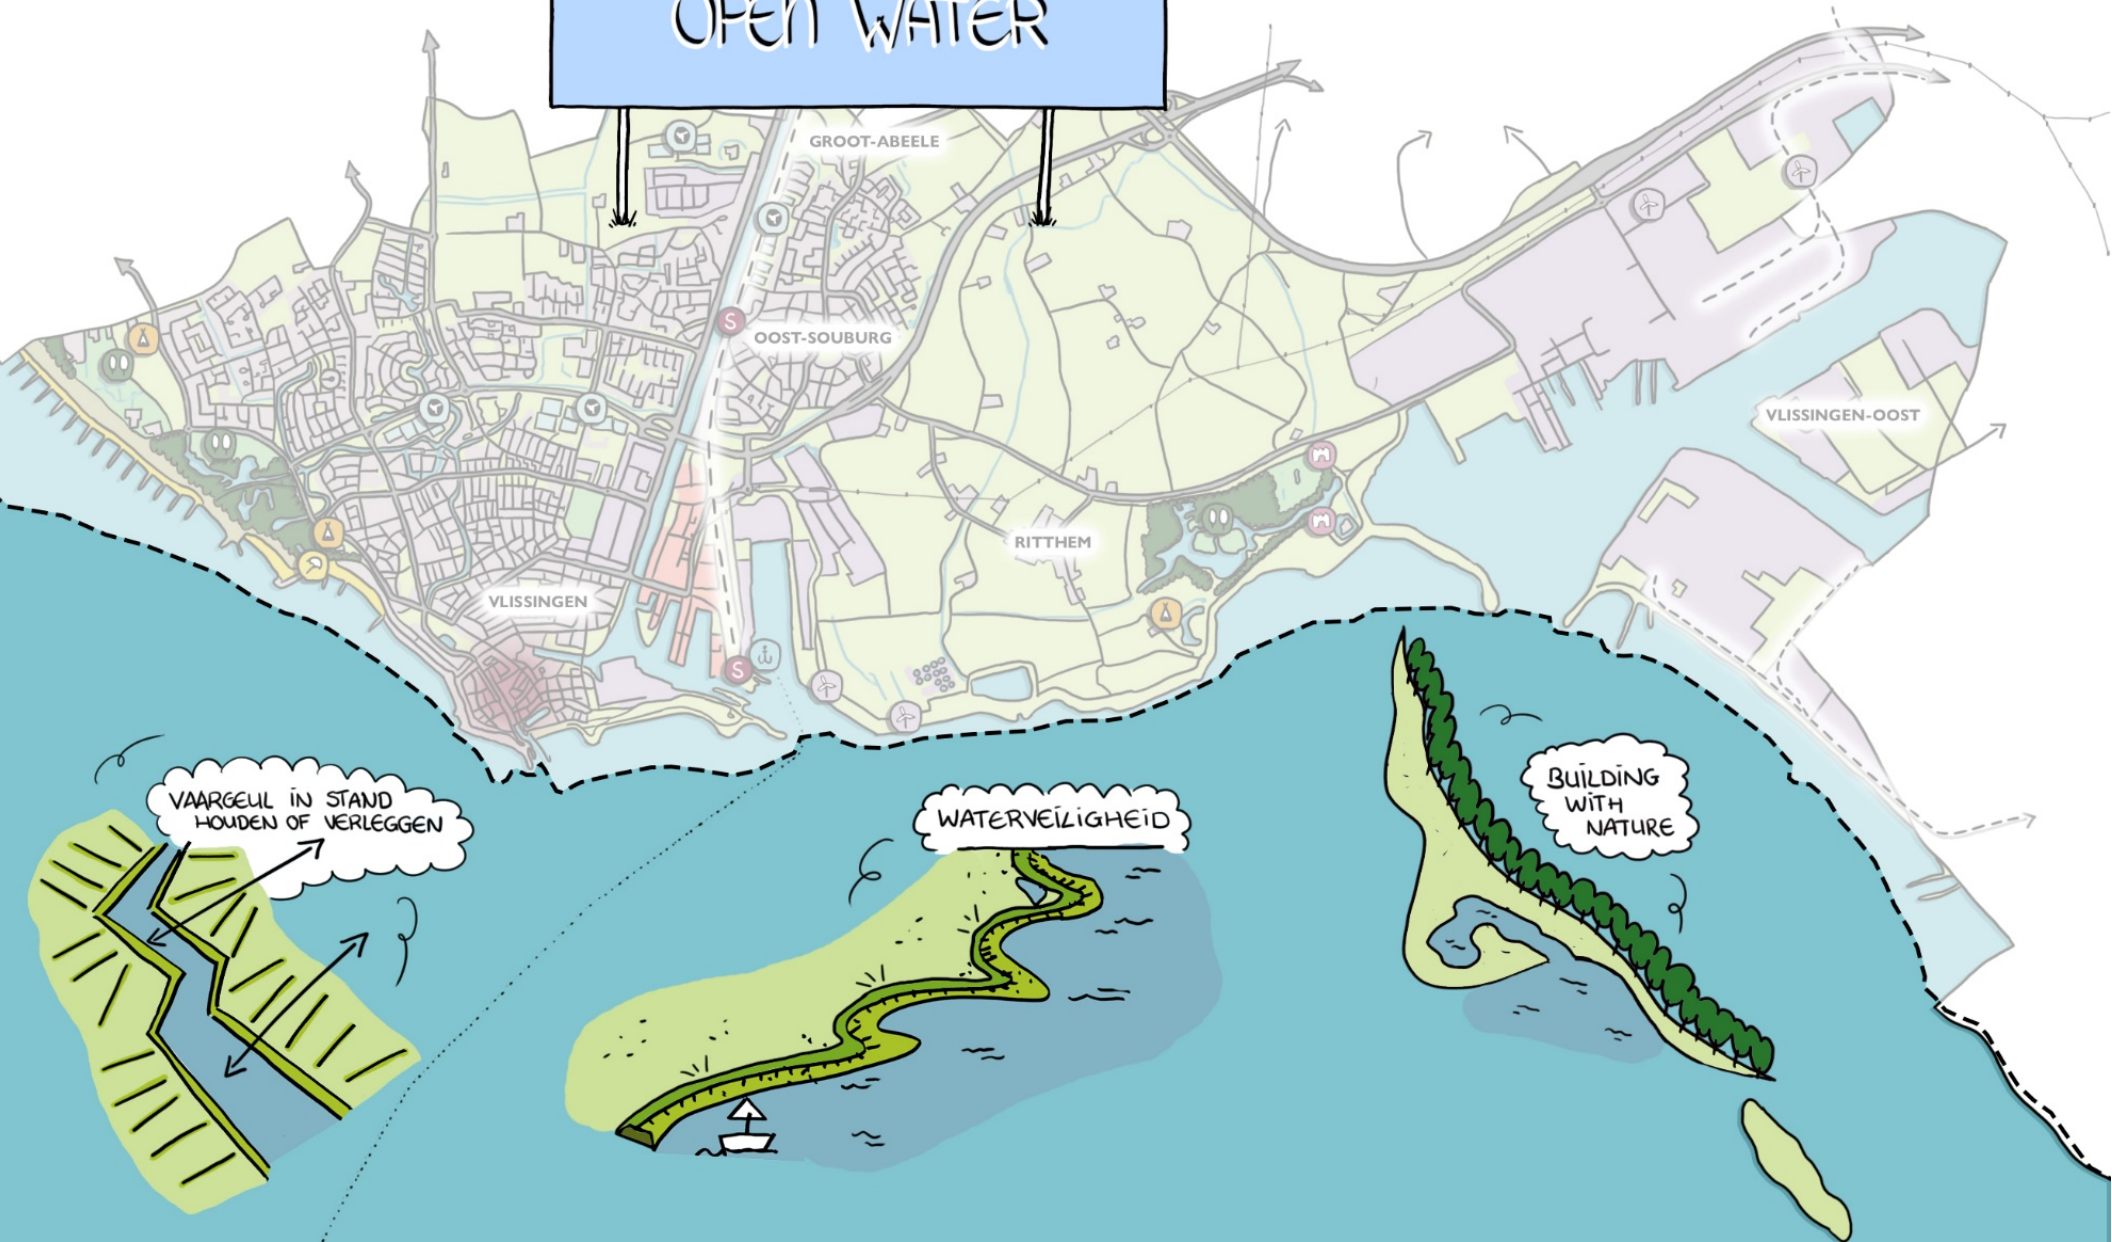 OPEN WATER
GROOT-ABEELE
S
OOST-SOUBURG
VLISSINGEN-OOST
RITTHEM
VLISSINGEN
S
VAARGEUL IN STAND
HOUDEN OF VERLEGGEN
WATERVEILIGHEID
BUILDING
WITH
NATURE